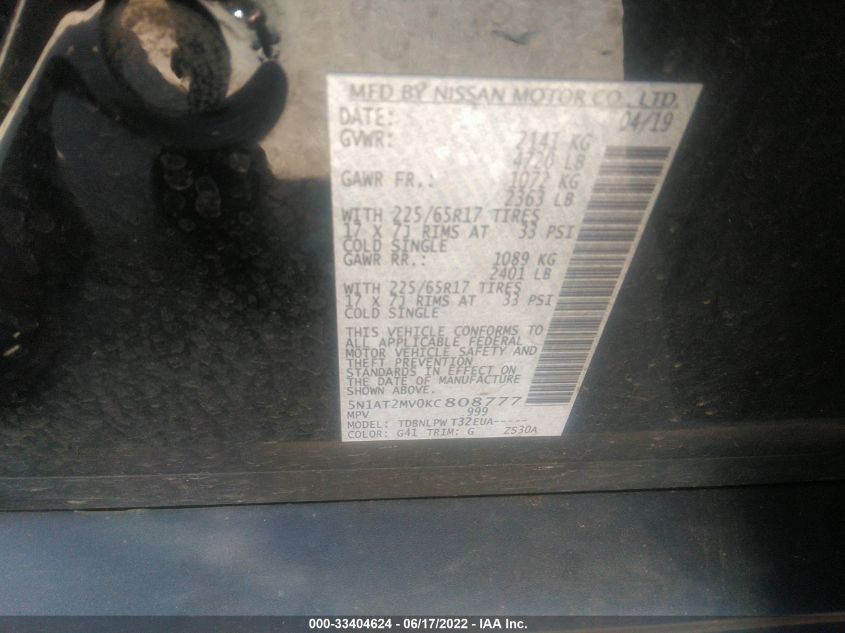 MFD BY NISSAN MOTOR CO., LTD.
DATE: 04/19
GVWR: 2141 KG
4720 LB
GAWR FR.: 1072 KG
2363 LB
WITH 225/65R17 TIRES
17 X 7J RIMS AT 33 PSI
COLD SINGLE
GAWR RR.: 1089 KG
2401 LB
WITH 225/65R17 TIRES
17 X 7J RIMS AT 33 PSI
COLD SINGLE
THIS VEHICLE CONFORMS TO
ALL APPLICABLE FEDERAL
MOTOR VEHICLE SAFETY AND
THEFT PREVENTION
STANDARDS IN EFFECT ON
THE DATE OF MANUFACTURE
SHOWN ABOVE.
5N1AT2MV0KC808777
MPV 999
MODEL: TDBNLPW T32EUA-----
COLOR: G41 TRIM: G ZS30A
000-33404624 - 06/17/2022 - IAA Inc.